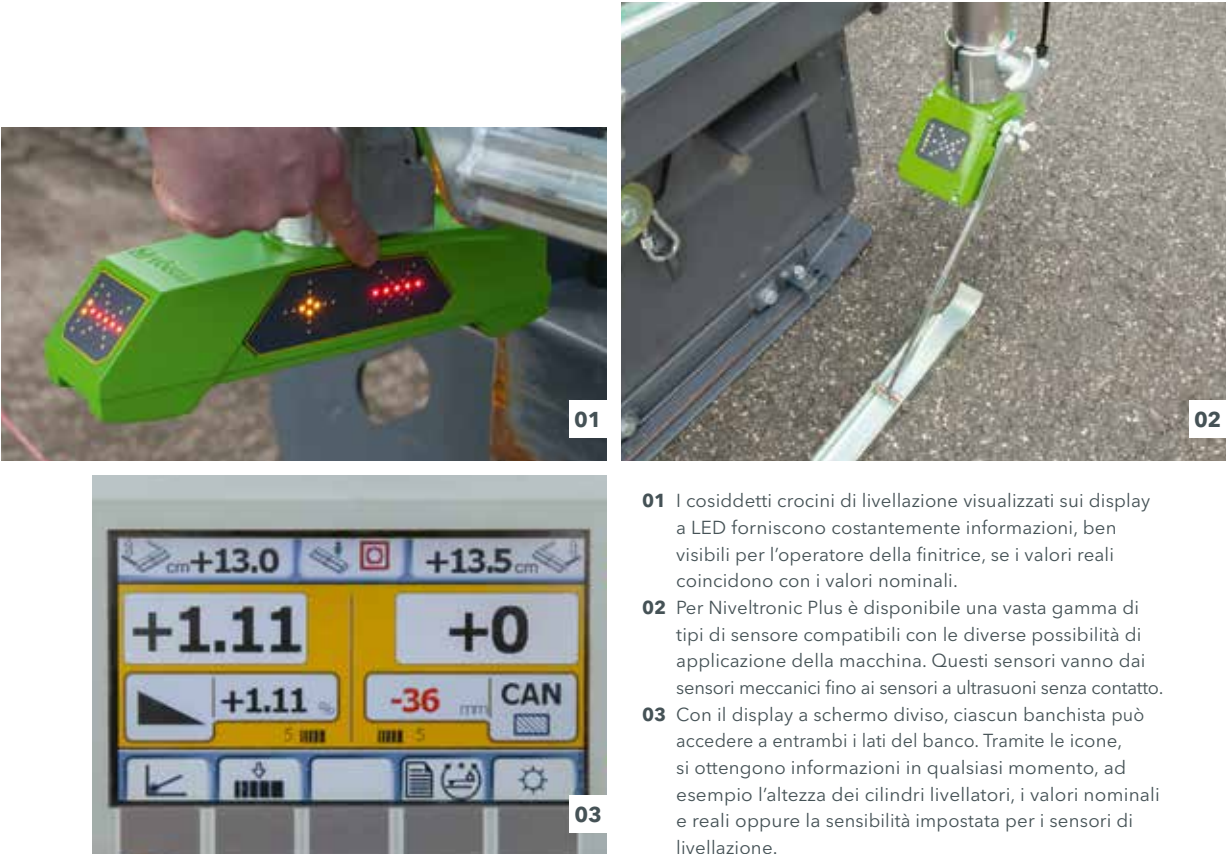 01
02
cm +13.0
+13.5 cm
+1.11
+0
+1.11 %
-36 mm
CAN
5
5
03
01 I cosiddetti crocini di livellazione visualizzati sui display
a LED forniscono costantemente informazioni, ben
visibili per l'operatore della finitrice, se i valori reali
coincidono con i valori nominali.
02 Per Niveltronic Plus è disponibile una vasta gamma di
tipi di sensore compatibili con le diverse possibilità di
applicazione della macchina. Questi sensori vanno dai
sensori meccanici fino ai sensori a ultrasuoni senza contatto.
03 Con il display a schermo diviso, ciascun banchista può
accedere a entrambi i lati del banco. Tramite le icone,
si ottengono informazioni in qualsiasi momento, ad
esempio l'altezza dei cilindri livellatori, i valori nominali
e reali oppure la sensibilità impostata per i sensori di
livellazione.